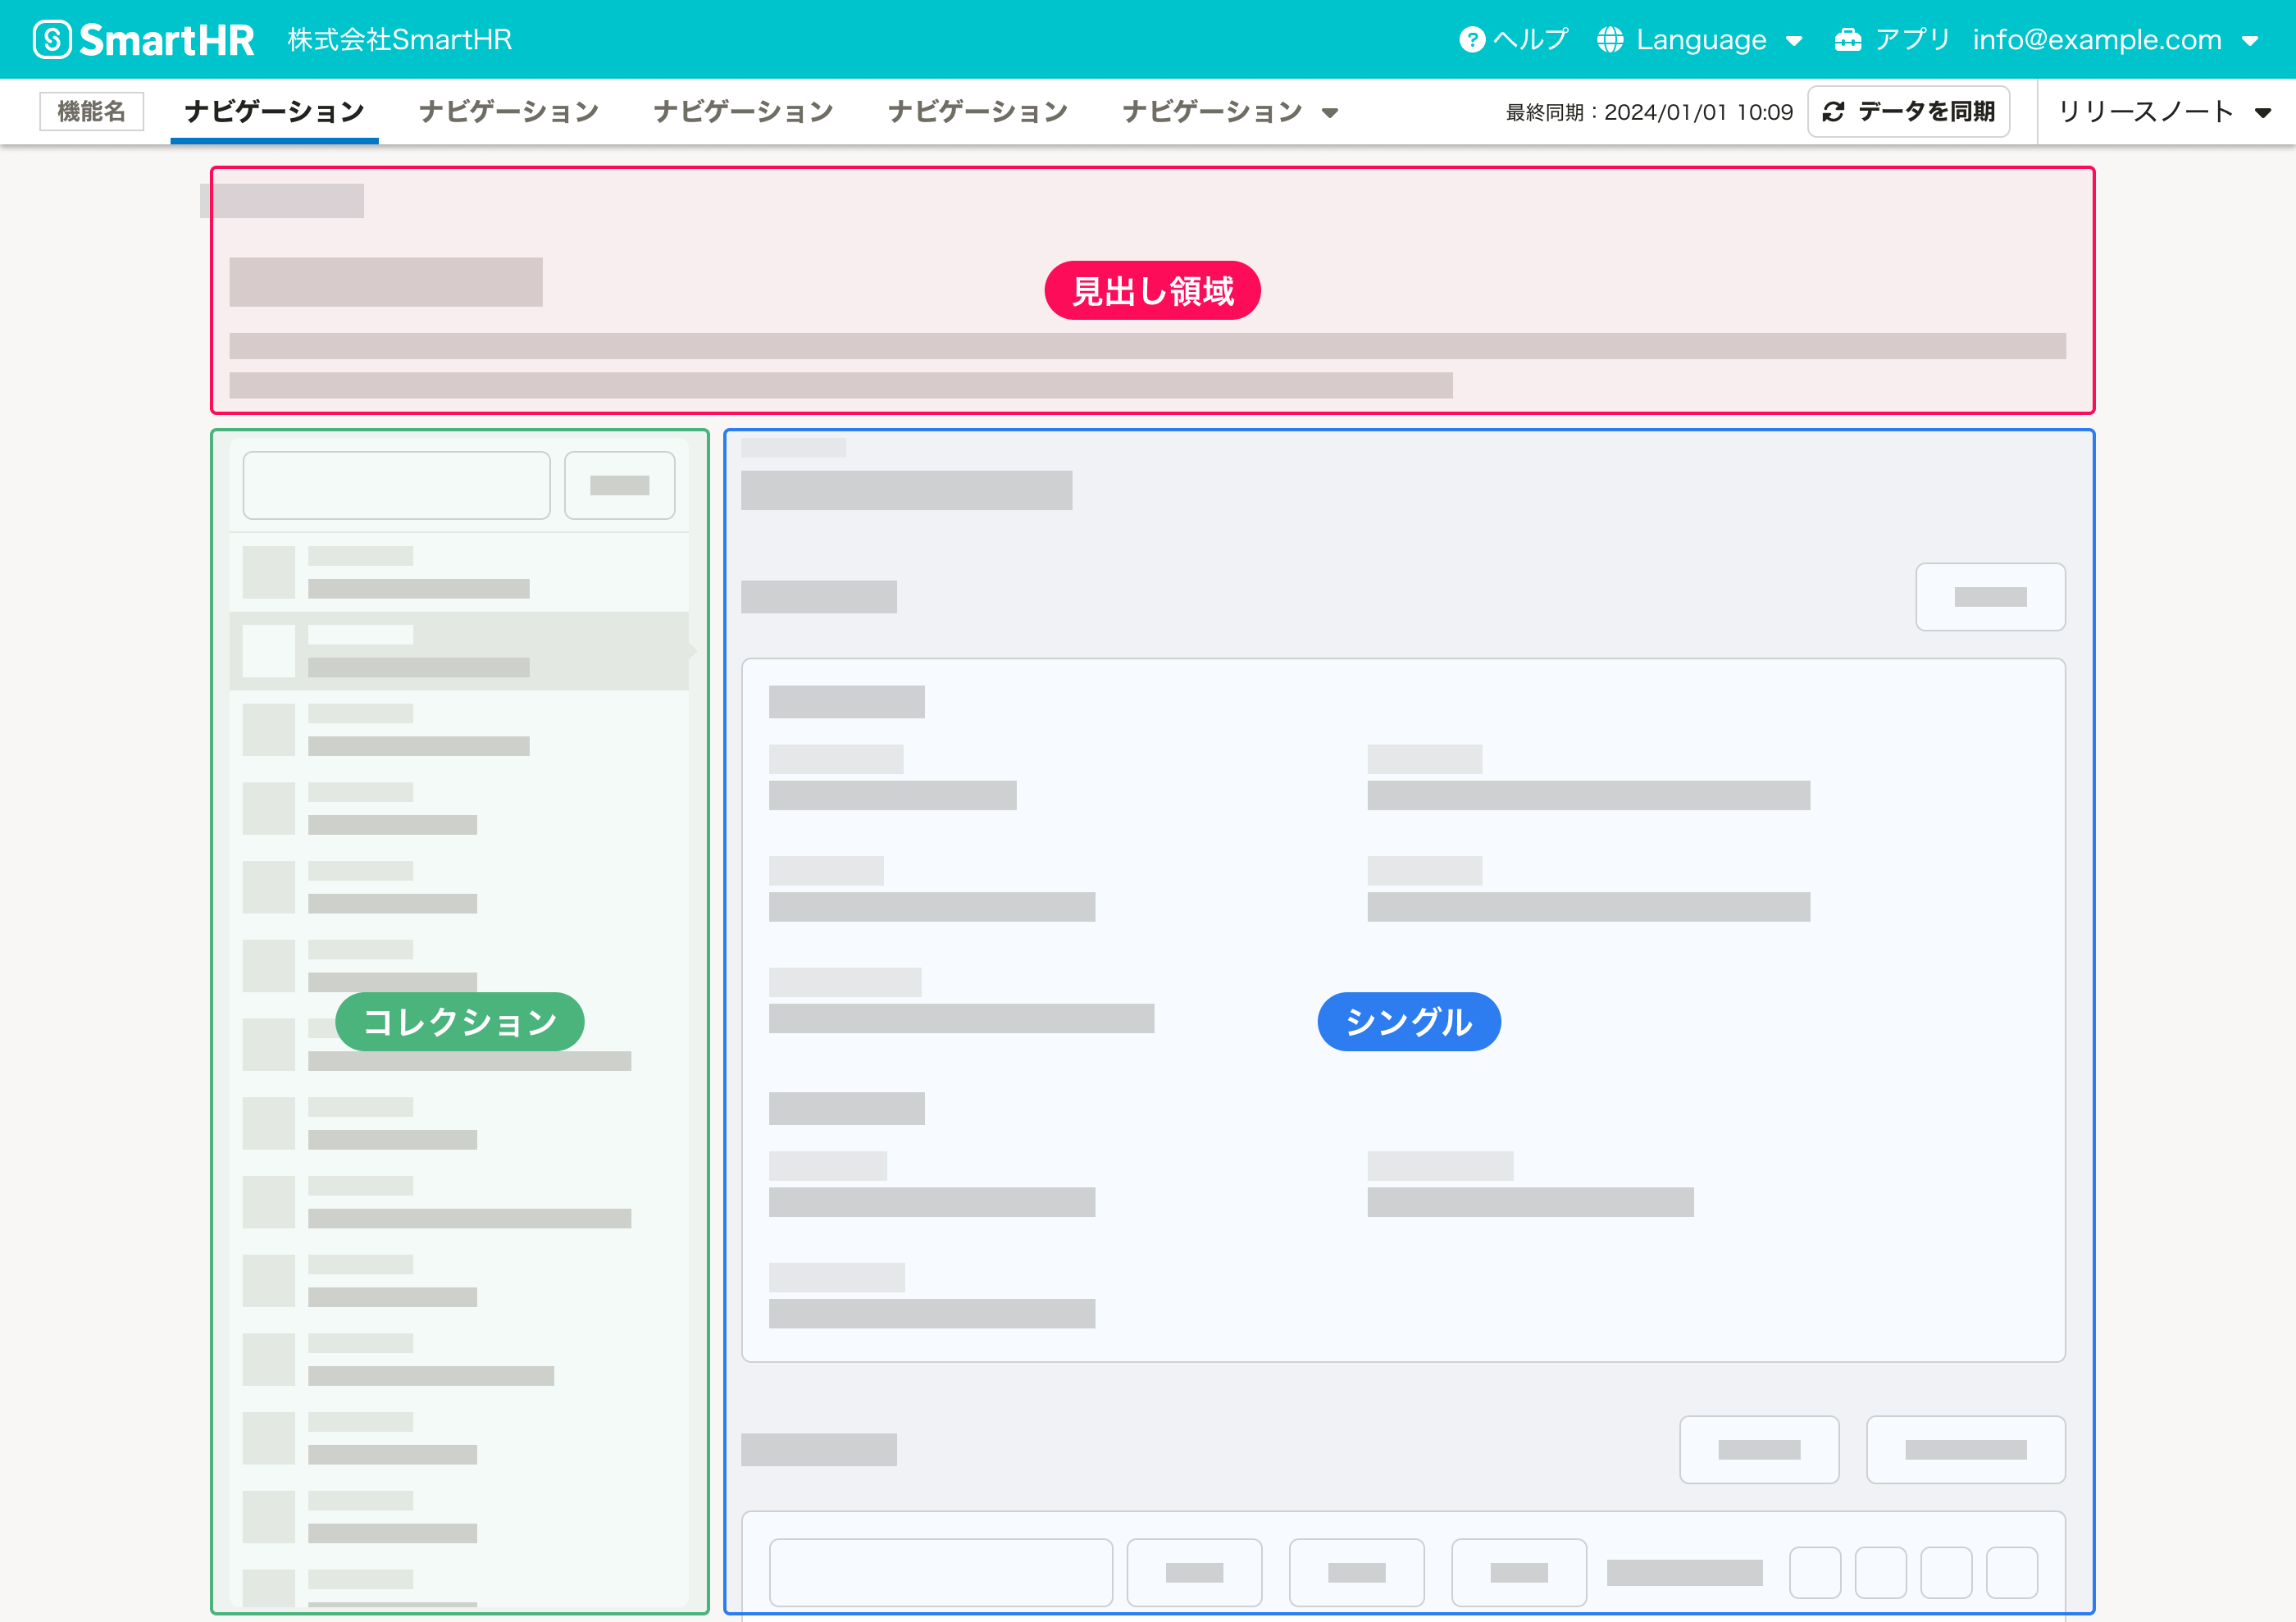 SmartHR 株式会社SmartHR ヘルプ Language アプリ info@example.com
機能名 ナビゲーション ナビゲーション ナビゲーション ナビゲーション ナビゲーション 最終同期：2024/01/01 10:09 データを同期 リリースノート
見出し領域
コレクション シングル